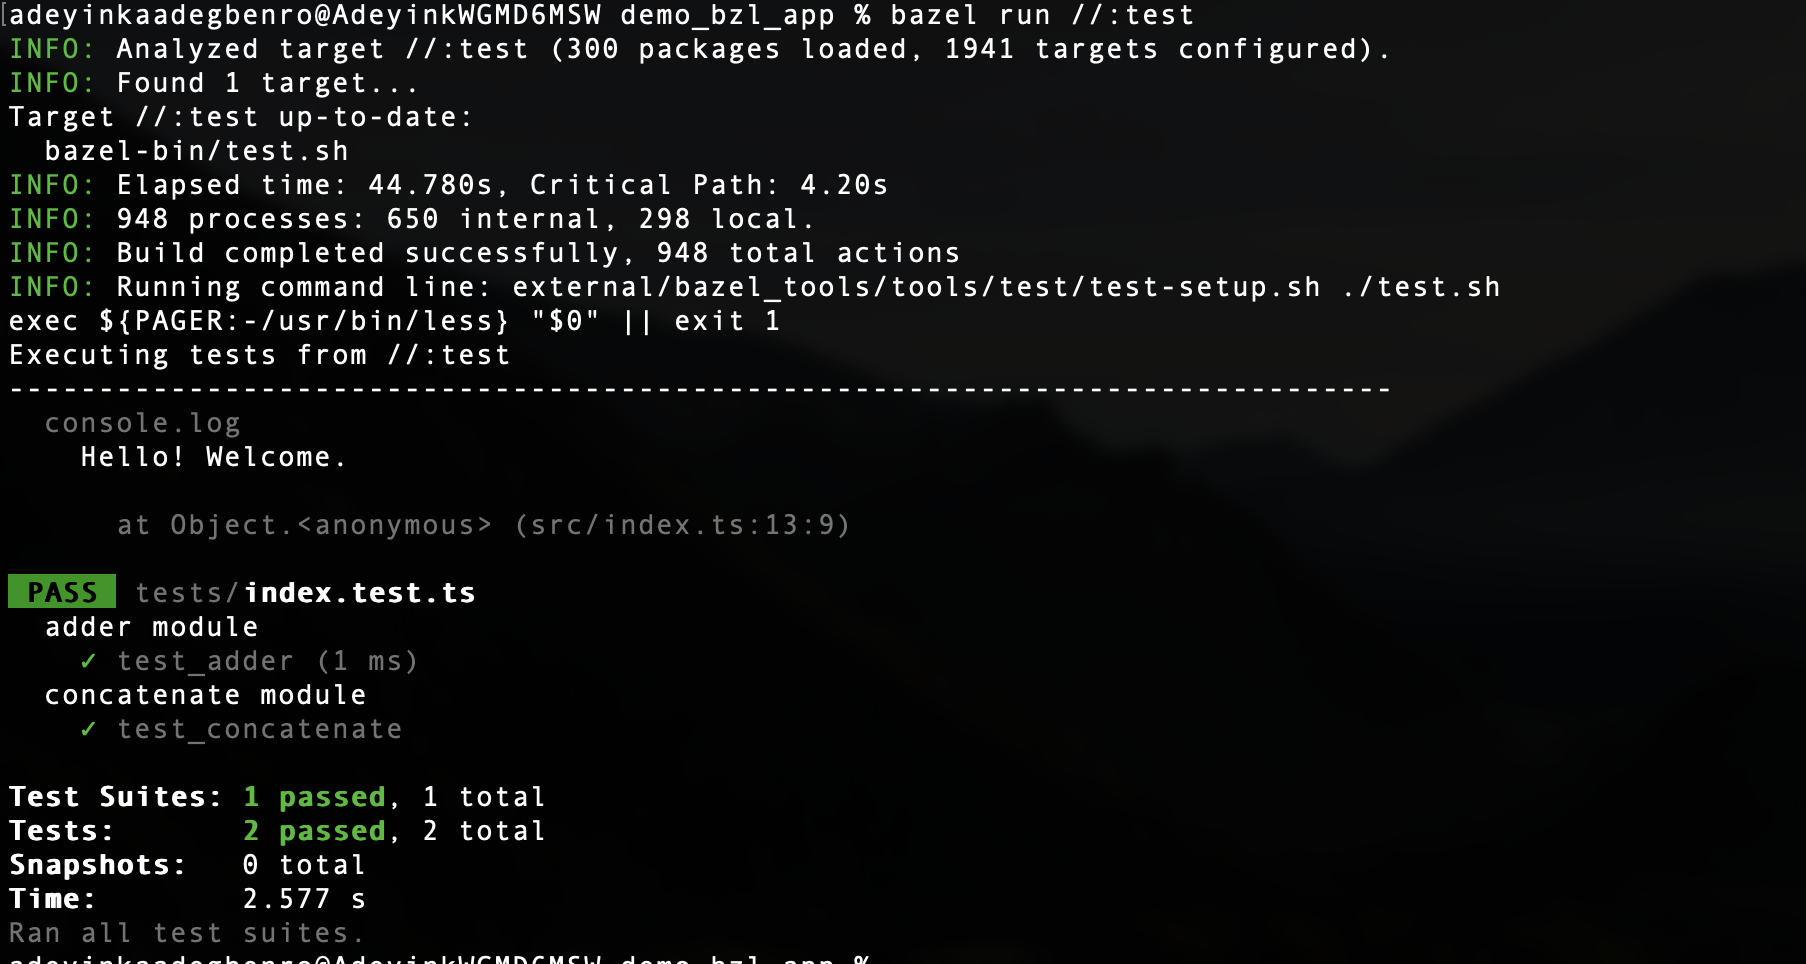 adeyinkaadegbenro@AdeyinkWGMD6MSW demo_bzl_app % bazel run //:test
INFO: Analyzed target //:test (300 packages loaded, 1941 targets configured).
INFO: Found 1 target...
Target //:test up-to-date:
  bazel-bin/test.sh
INFO: Elapsed time: 44.780s, Critical Path: 4.20s
INFO: 948 processes: 650 internal, 298 local.
INFO: Build completed successfully, 948 total actions
INFO: Running command line: external/bazel_tools/tools/test/test-setup.sh ./test.sh
exec ${PAGER:-/usr/bin/less} "$0" || exit 1
Executing tests from //:test
-----------------------------------------------------------------------------
  console.log
    Hello! Welcome.
      at Object.<anonymous> (src/index.ts:13:9)
PASS tests/index.test.ts
  adder module
    ✓ test_adder (1 ms)
  concatenate module
    ✓ test_concatenate
Test Suites: 1 passed, 1 total
Tests:       2 passed, 2 total
Snapshots:   0 total
Time:        2.577 s
Ran all test suites.
adeyinkaadegbenro@AdeyinkWGMD6MSW demo_bzl_app %